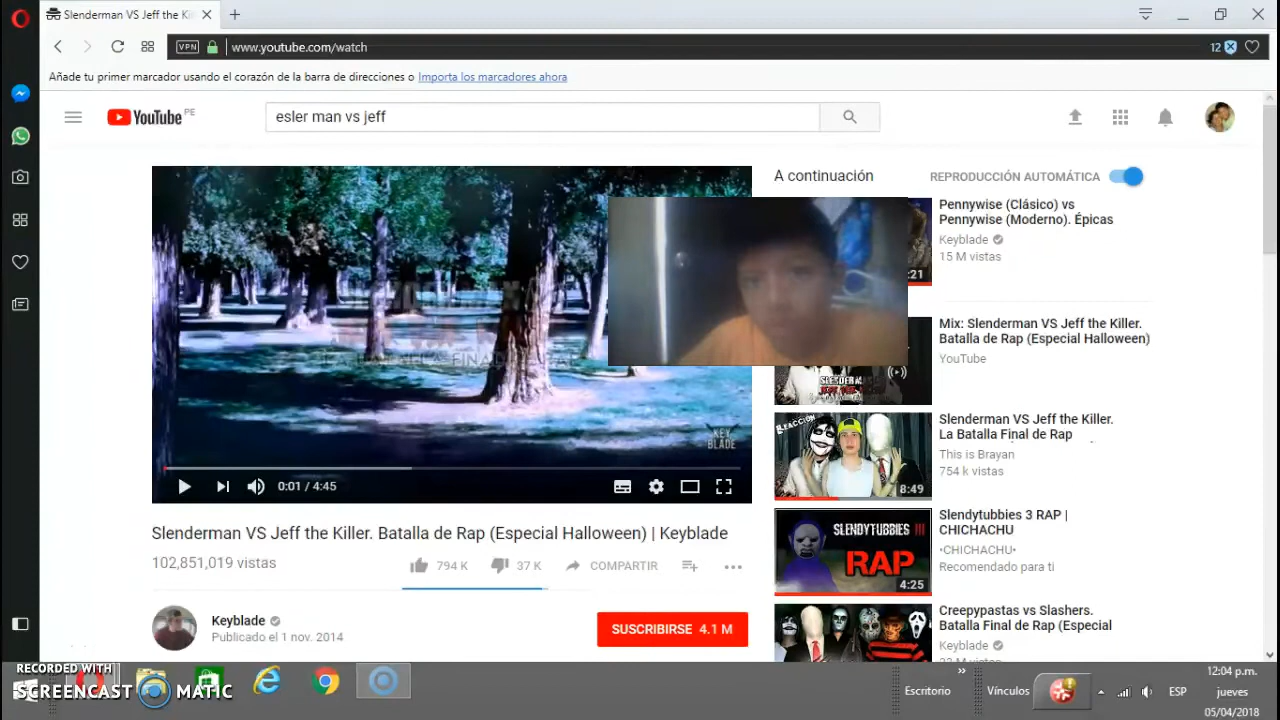 Slenderman VS Jeff the Kil
VPN www.youtube.com/watch 12
Añade tu primer marcador usando el corazón de la barra de direcciones o Importa los marcadores ahora
YouTube PE
esler man vs jeff
A continuación REPRODUCCIÓN AUTOMÁTICA
Pennywise (Clásico) vs
Pennywise (Moderno). Épicas
Keyblade
15 M vistas
:21
Mix: Slenderman VS Jeff the Killer.
Batalla de Rap (Especial Halloween)
YouTube
REACCIÓN
8:49
Slenderman VS Jeff the Killer.
La Batalla Final de Rap
This is Brayan
754 k vistas
SLENDYTUBBIES III
RAP
4:25
Slendytubbies 3 RAP |
CHICHACHU
•CHICHACHU•
Recomendado para ti
Creepypastas vs Slashers.
Batalla Final de Rap (Especial
Keyblade
KEY
BLADE
0:01 / 4:45
Slenderman VS Jeff the Killer. Batalla de Rap (Especial Halloween) | Keyblade
102,851,019 vistas
794 K 37 K COMPARTIR
Keyblade
Publicado el 1 nov. 2014
SUSCRIBIRSE 4.1 M
RECORDED WITH
SCREENCAST MATIC
Escritorio » Vínculos ESP
12:04 p.m.
jueves
05/04/2018